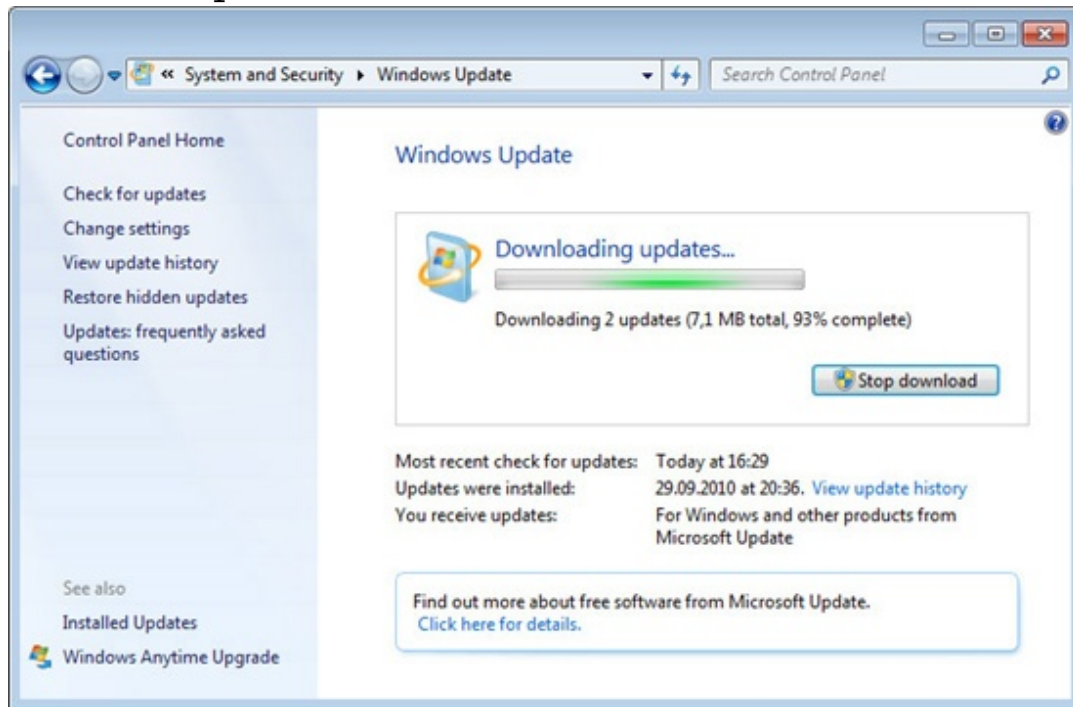 « System and Security ▸ Windows Update
Search Control Panel
Control Panel Home
Check for updates
Change settings
View update history
Restore hidden updates
Updates: frequently asked
questions
See also
Installed Updates
Windows Anytime Upgrade
Windows Update
Downloading updates...
Downloading 2 updates (7,1 MB total, 93% complete)
Stop download
Most recent check for updates: Today at 16:29
Updates were installed: 29.09.2010 at 20:36. View update history
You receive updates: For Windows and other products from
Microsoft Update
Find out more about free software from Microsoft Update.
Click here for details.